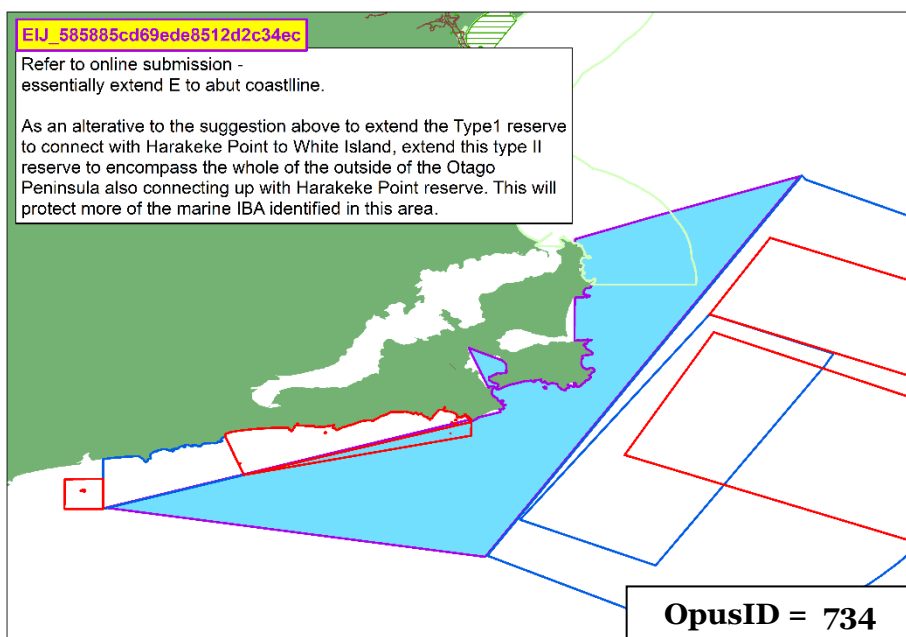 EIJ_585885cd69ede8512d2c34ec
Refer to online submission -
essentially extend E to abut coastlline.
As an alterative to the suggestion above to extend the Type1 reserve
to connect with Harakeke Point to White Island, extend this type II
reserve to encompass the whole of the outside of the Otago
Peninsula also connecting up with Harakeke Point reserve. This will
protect more of the marine IBA identified in this area.
OpusID = 734